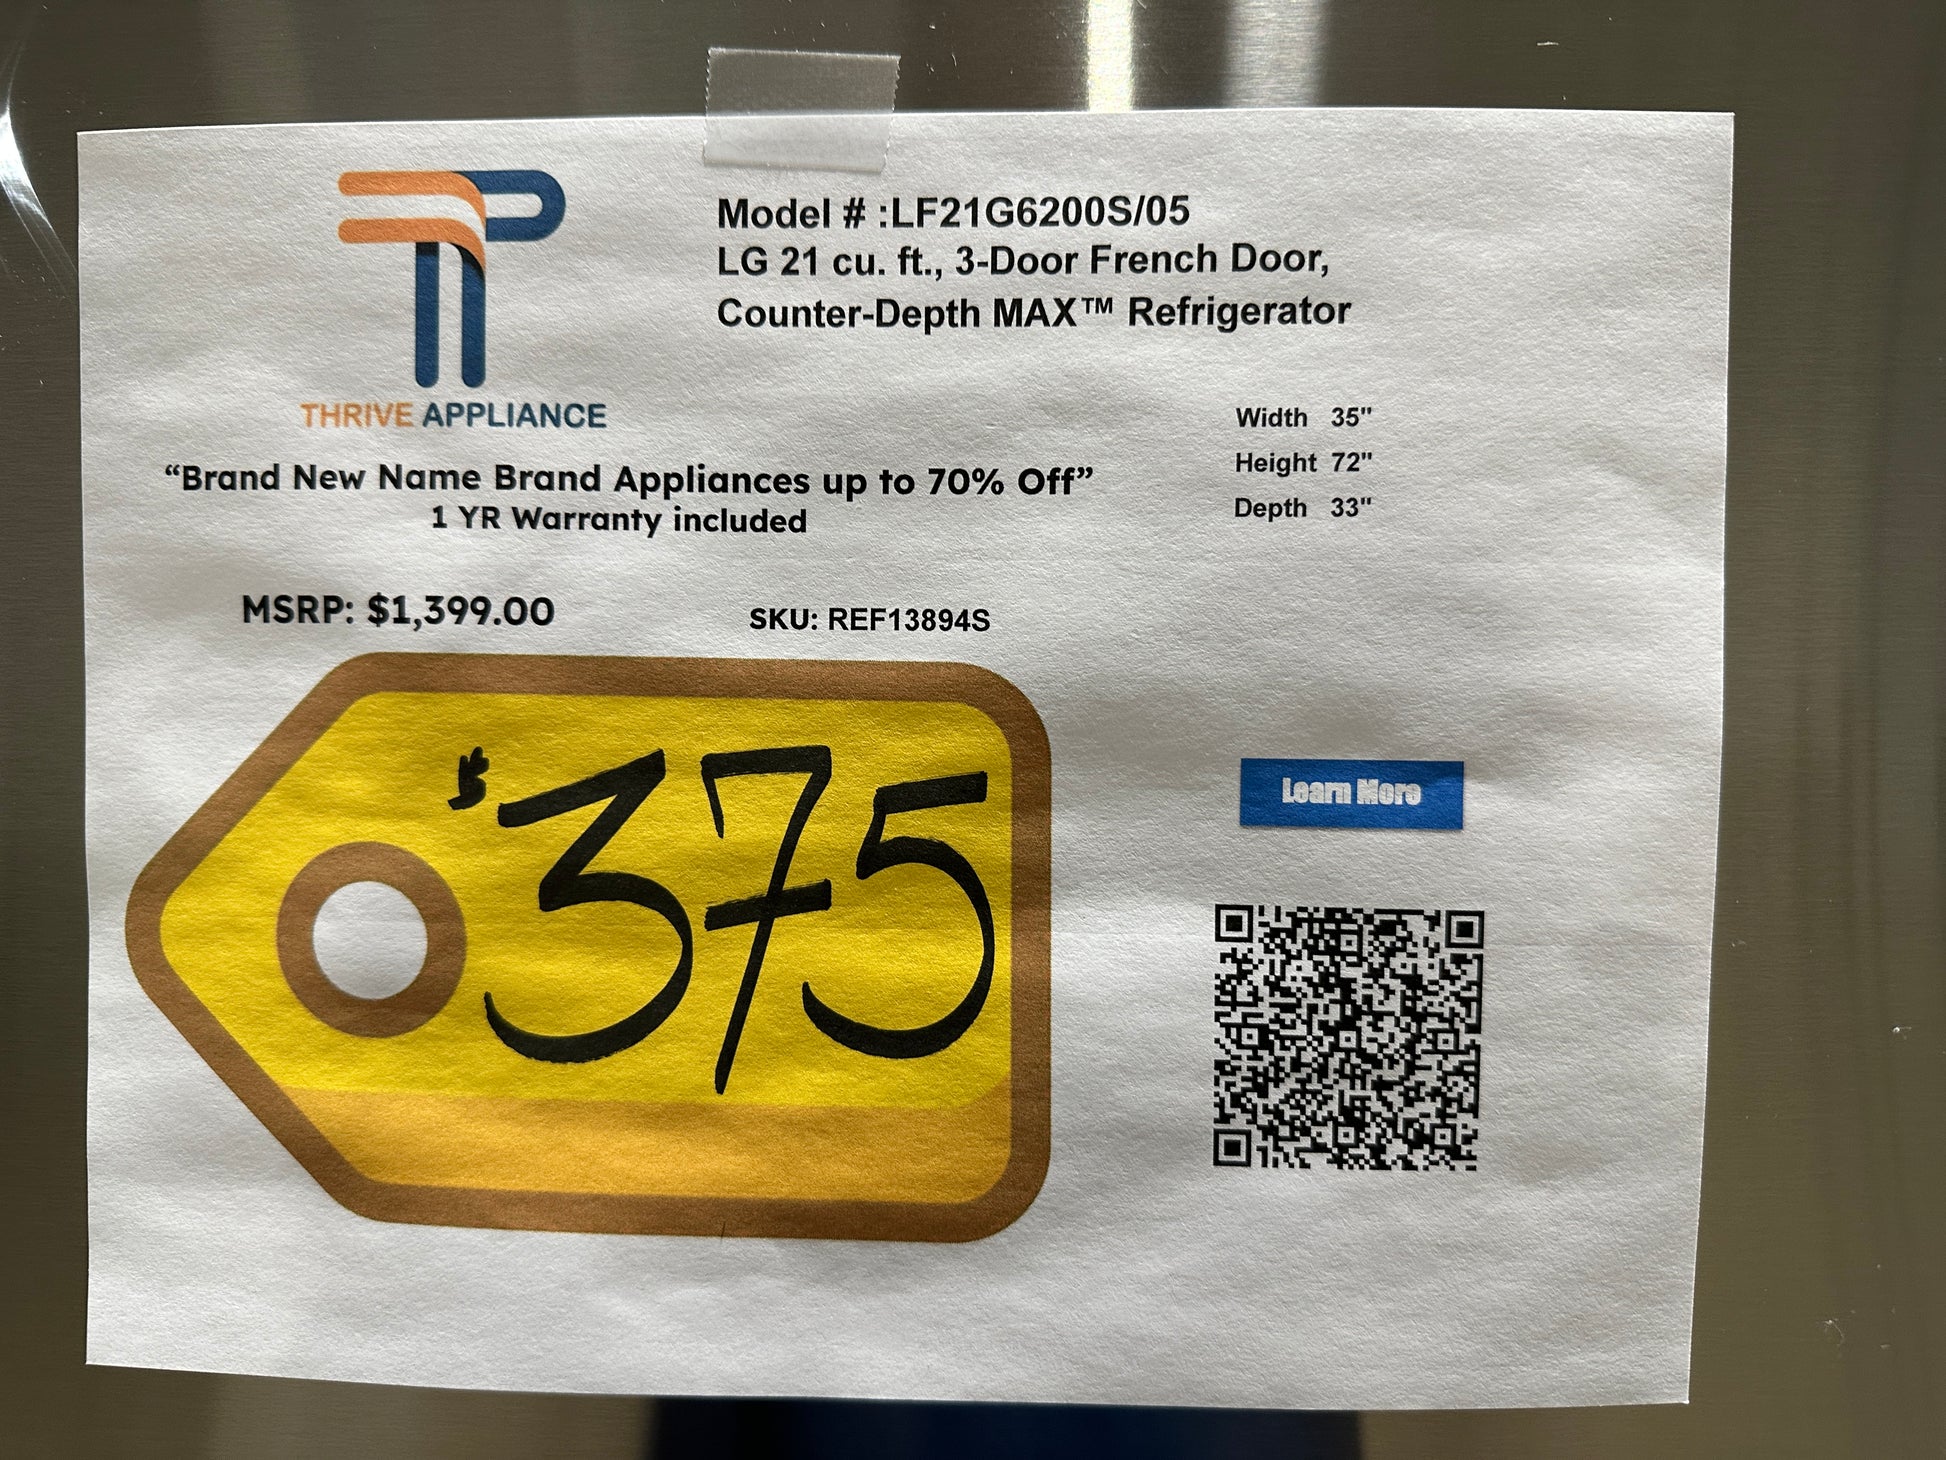 Model # :LF21G6200S/05
LG 21 cu. ft., 3-Door French Door,
Counter-Depth MAX™ Refrigerator
THRIVE APPLIANCE
Width 35"
Height 72"
Depth 33"
“Brand New Name Brand Appliances up to 70% Off”
1 YR Warranty included
MSRP: $1,399.00
SKU: REF13894S
$375
Learn More